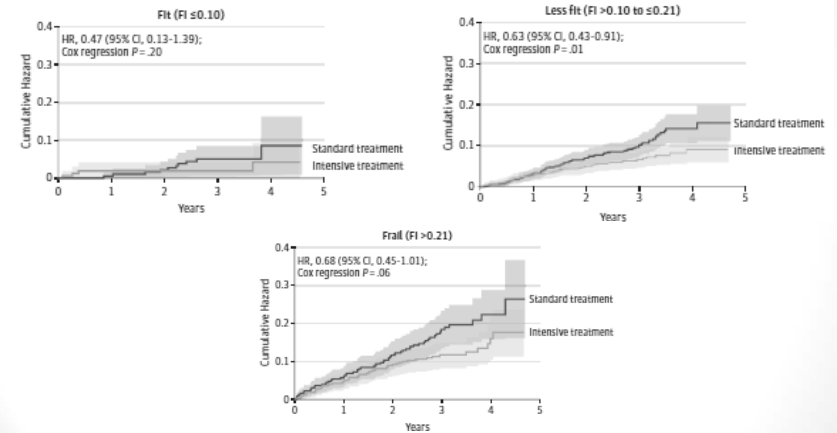 Fit (FI ≤0.10)
HR, 0.47 (95% CI, 0.13-1.39);
Cox regression P = .20
Cumulative Hazard
0.4
0.3
0.2
0.1
0
Standard treatment
Intensive treatment
0 1 2 3 4 5
Years
Less fit (FI >0.10 to ≤0.21)
HR, 0.63 (95% CI, 0.43-0.91);
Cox regression P = .01
Cumulative Hazard
0.4
0.3
0.2
0.1
0
Standard treatment
Intensive treatment
0 1 2 3 4 5
Years
Frail (FI >0.21)
HR, 0.68 (95% CI, 0.45-1.01);
Cox regression P = .06
Cumulative Hazard
0.4
0.3
0.2
0.1
0
Standard treatment
Intensive treatment
0 1 2 3 4 5
Years